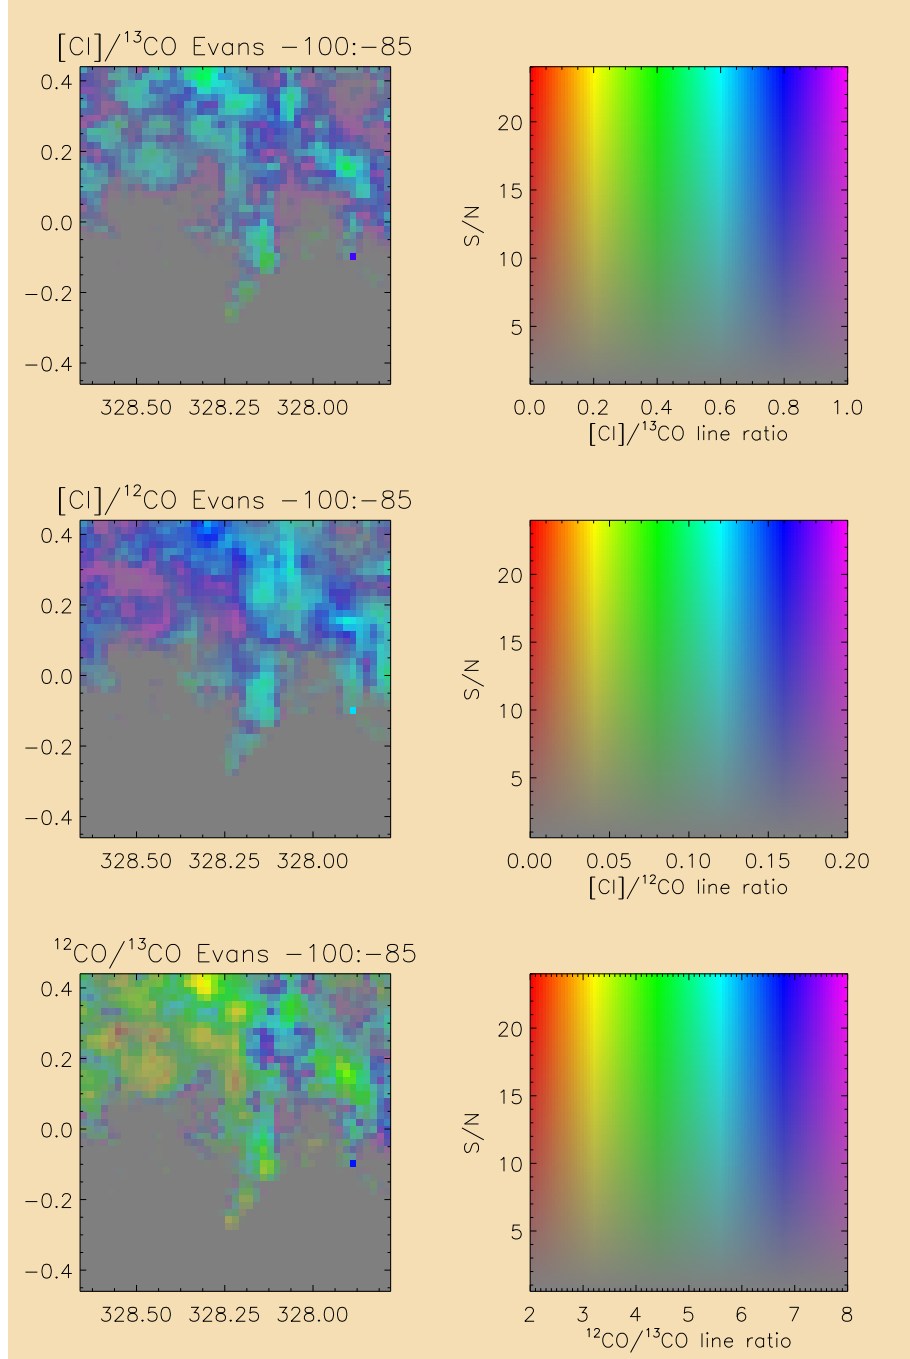 [CI]/¹³CO Evans −100:−85
0.4
0.2
0.0
−0.2
−0.4
328.50 328.25 328.00
S/N
20
15
10
5
0.0 0.2 0.4 0.6 0.8 1.0
[CI]/¹³CO line ratio
[CI]/¹²CO Evans −100:−85
0.4
0.2
0.0
−0.2
−0.4
328.50 328.25 328.00
S/N
20
15
10
5
0.00 0.05 0.10 0.15 0.20
[CI]/¹²CO line ratio
¹²CO/¹³CO Evans −100:−85
0.4
0.2
0.0
−0.2
−0.4
328.50 328.25 328.00
S/N
20
15
10
5
2 3 4 5 6 7 8
¹²CO/¹³CO line ratio